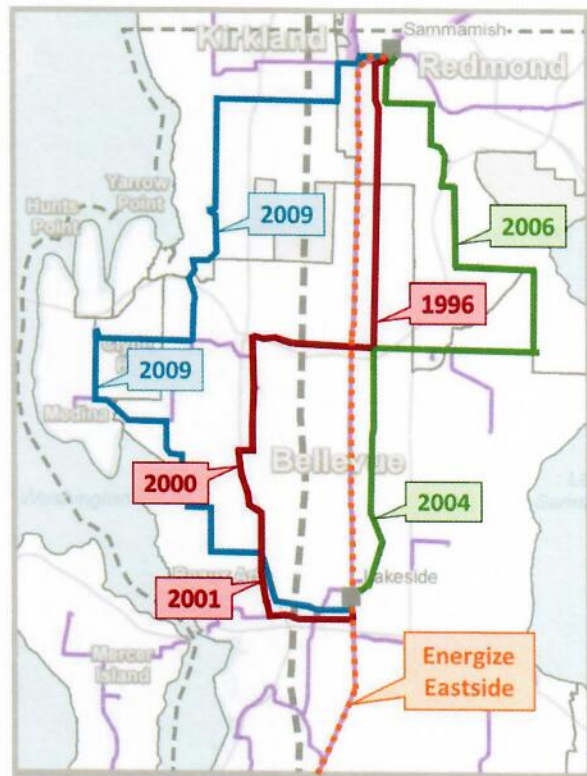 Kirkland
Sammamish
Redmond
Yarrow
Point
Hunts
Point
2009
2006
1996
2009
Medina
Bellevue
2000
2004
2001
Lakeside
Mercer
Island
Energize
Eastside